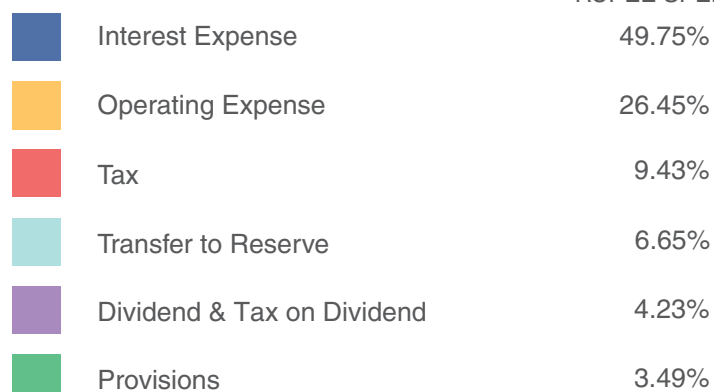 Interest Expense 49.75%
Operating Expense 26.45%
Tax 9.43%
Transfer to Reserve 6.65%
Dividend & Tax on Dividend 4.23%
Provisions 3.49%